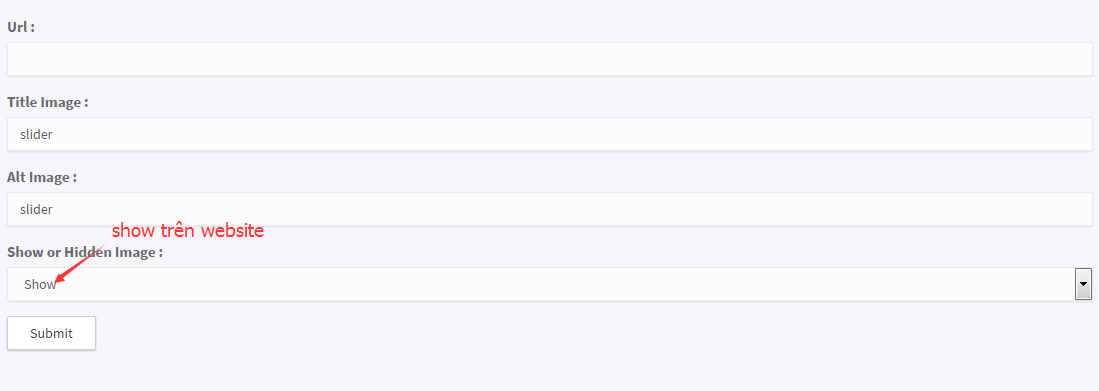 Url :
Title Image :
slider
Alt Image :
slider
show trên website
Show or Hidden Image :
Show
Submit